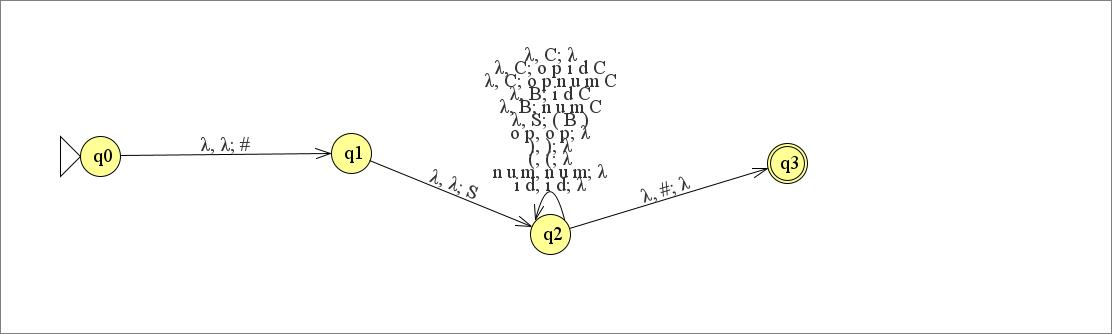 λ, C; λ
λ, C; o p i d C
λ, C; o p n u m C
λ, B; i d C
λ, B; n u m C
λ, S; ( B )
o p, o p; λ
), ); λ
(, (; λ
n u m, n u m; λ
i d, i d; λ
q0
λ, λ; #
q1
λ, λ; S
q2
λ, #; λ
q3